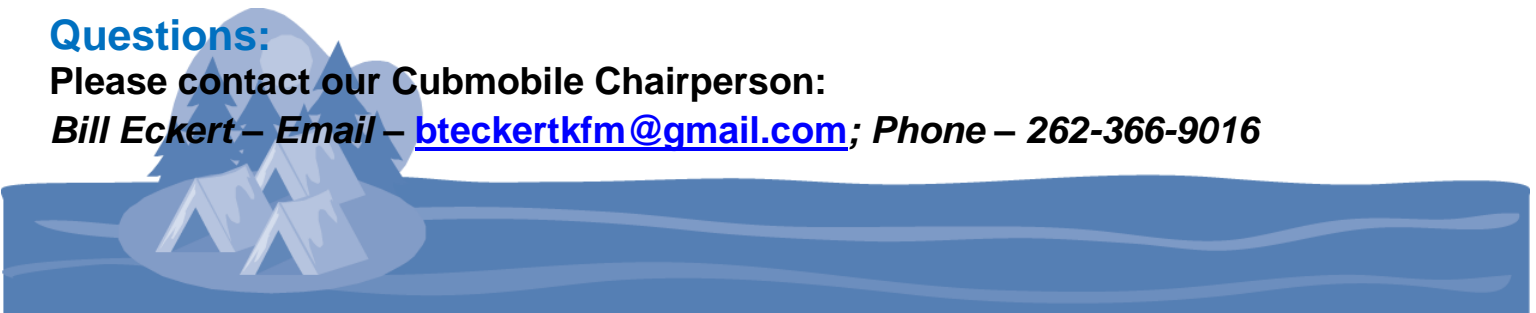 Questions:
Please contact our Cubmobile Chairperson:
Bill Eckert – Email – bteckertkfm@gmail.com; Phone – 262-366-9016